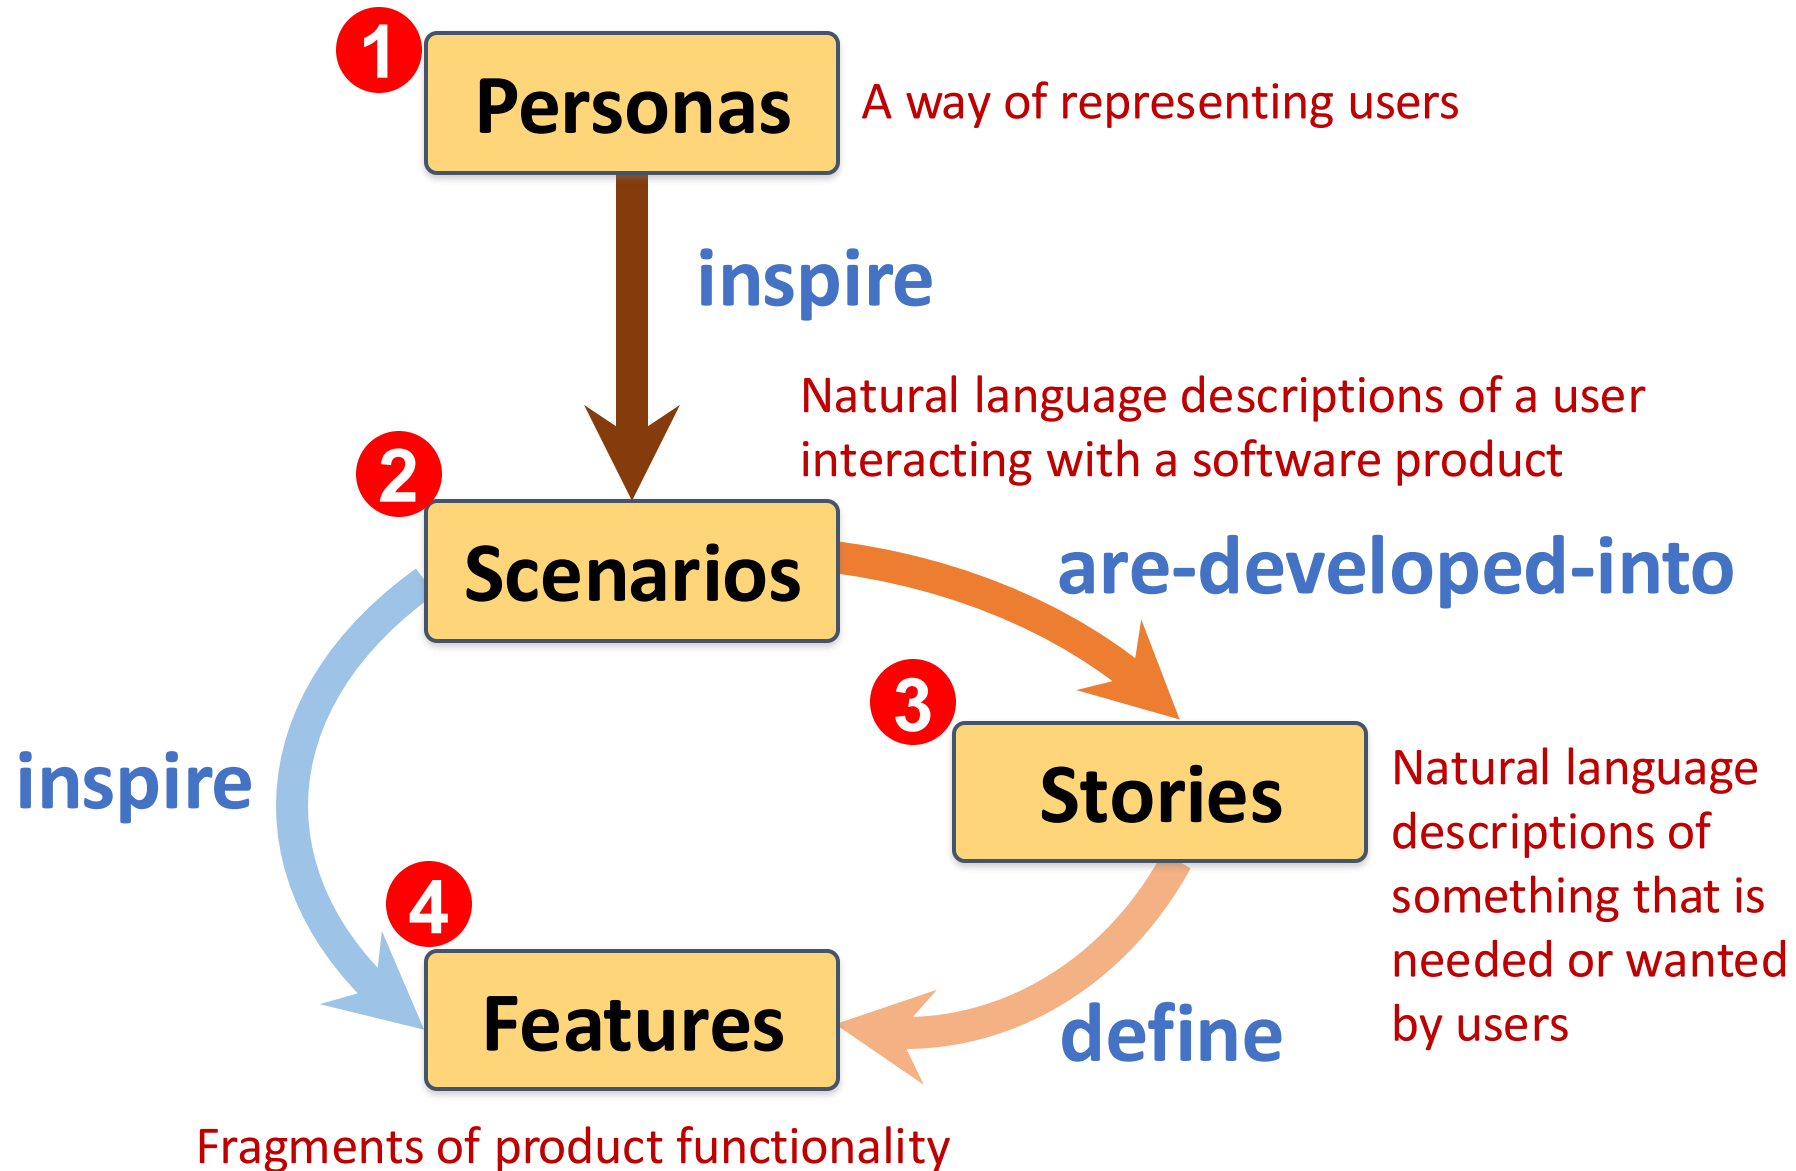 1
Personas
A way of representing users
inspire
Natural language descriptions of a user
interacting with a software product
2
Scenarios
are-developed-into
3
Stories
Natural language
descriptions of
something that is
needed or wanted
by users
inspire
4
Features
define
Fragments of product functionality